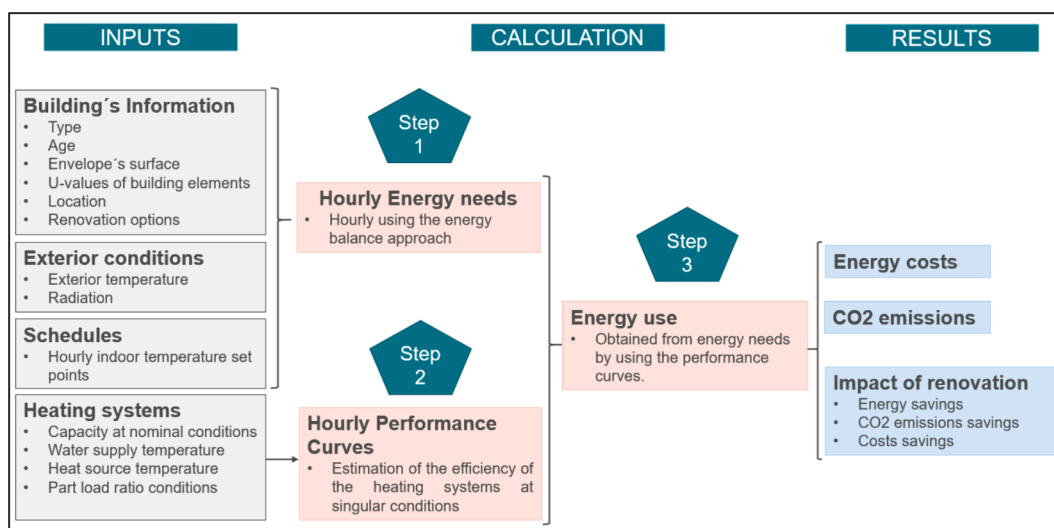 INPUTS
CALCULATION
RESULTS
Building´s Information
• Type
• Age
• Envelope´s surface
• U-values of building elements
• Location
• Renovation options
Exterior conditions
• Exterior temperature
• Radiation
Schedules
• Hourly indoor temperature set
points
Heating systems
• Capacity at nominal conditions
• Water supply temperature
• Heat source temperature
• Part load ratio conditions
Step
1
Hourly Energy needs
• Hourly using the energy
balance approach
Step
2
Hourly Performance
Curves
• Estimation of the efficiency of
the heating systems at
singular conditions
Step
3
Energy use
• Obtained from energy needs
by using the performance
curves.
Energy costs
CO2 emissions
Impact of renovation
• Energy savings
• CO2 emissions savings
• Costs savings